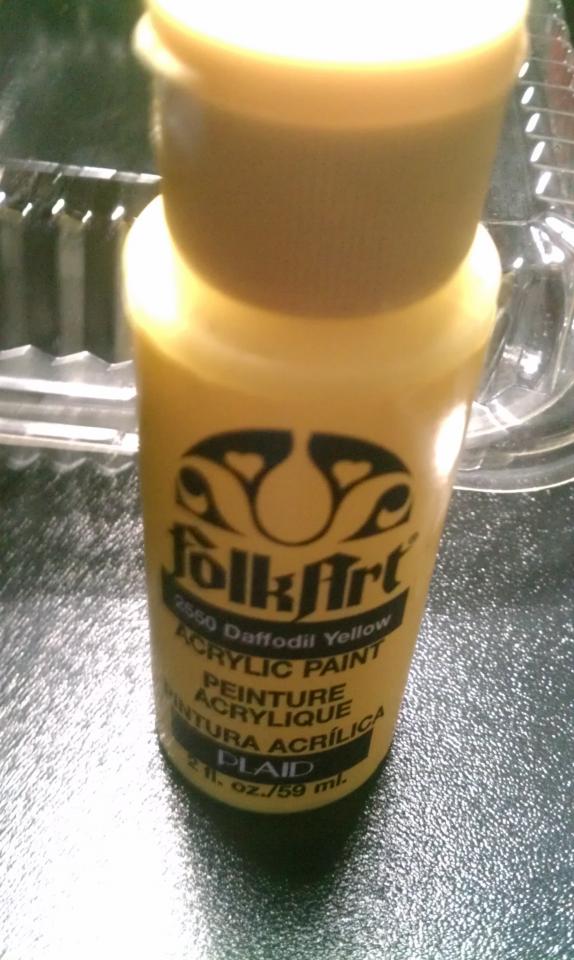 folkArt®
2550 Daffodil Yellow
ACRYLIC PAINT
PEINTURE
ACRYLIQUE
PINTURA ACRÍLICA
PLAID
2 fl. oz./59 ml.